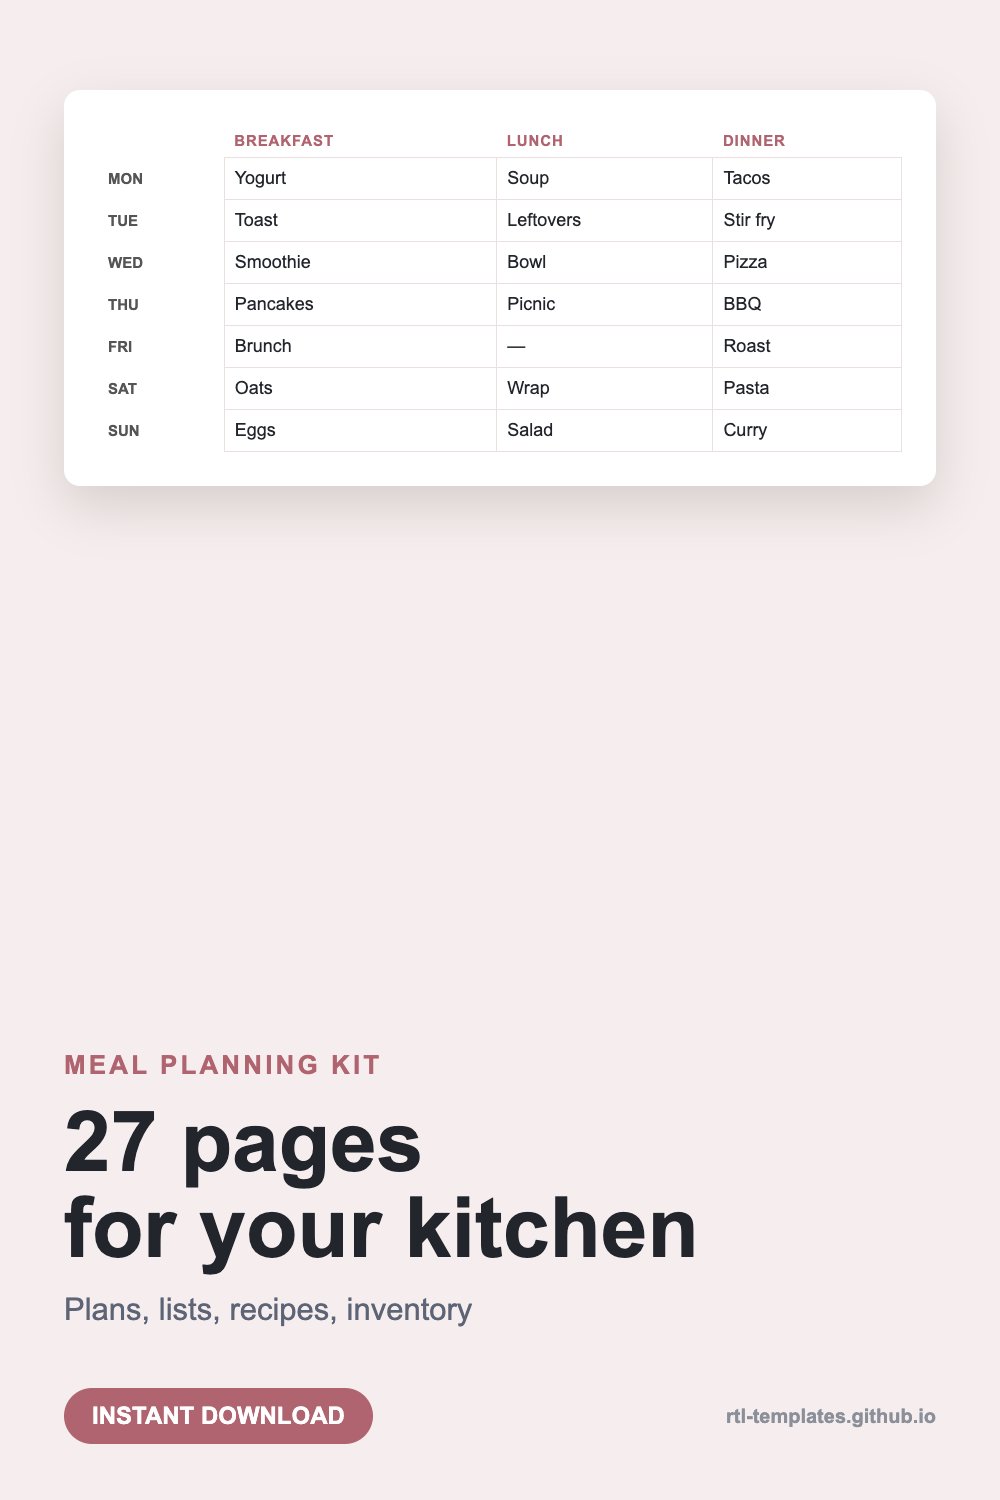 BREAKFAST LUNCH DINNER
MON Yogurt Soup Tacos
TUE Toast Leftovers Stir fry
WED Smoothie Bowl Pizza
THU Pancakes Picnic BBQ
FRI Brunch — Roast
SAT Oats Wrap Pasta
SUN Eggs Salad Curry
MEAL PLANNING KIT
27 pages
for your kitchen
Plans, lists, recipes, inventory
INSTANT DOWNLOAD
rtl-templates.github.io